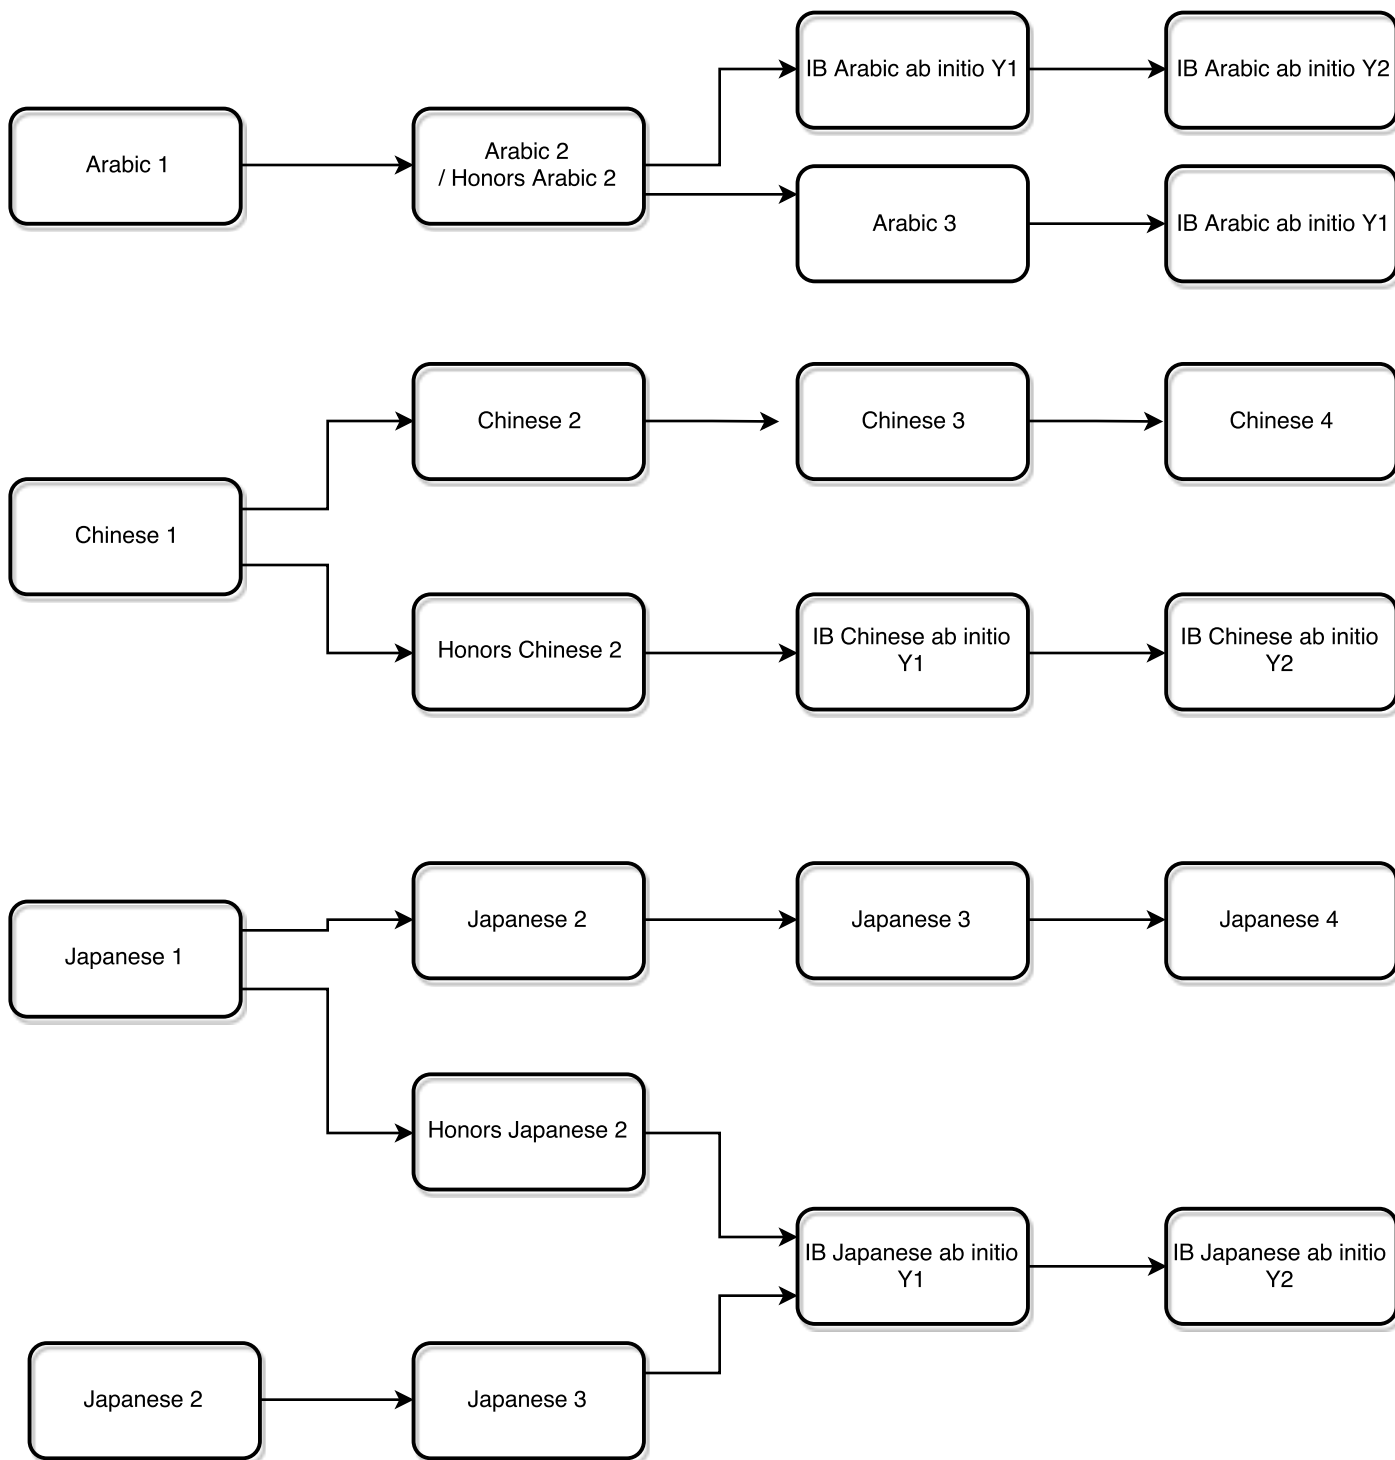 IB Arabic ab initio Y1
IB Arabic ab initio Y2
Arabic 1
Arabic 2
/ Honors Arabic 2
Arabic 3
IB Arabic ab initio Y1
Chinese 2
Chinese 3
Chinese 4
Chinese 1
Honors Chinese 2
IB Chinese ab initio
Y1
IB Chinese ab initio
Y2
Japanese 1
Japanese 2
Japanese 3
Japanese 4
Honors Japanese 2
IB Japanese ab initio
Y1
IB Japanese ab initio
Y2
Japanese 2
Japanese 3